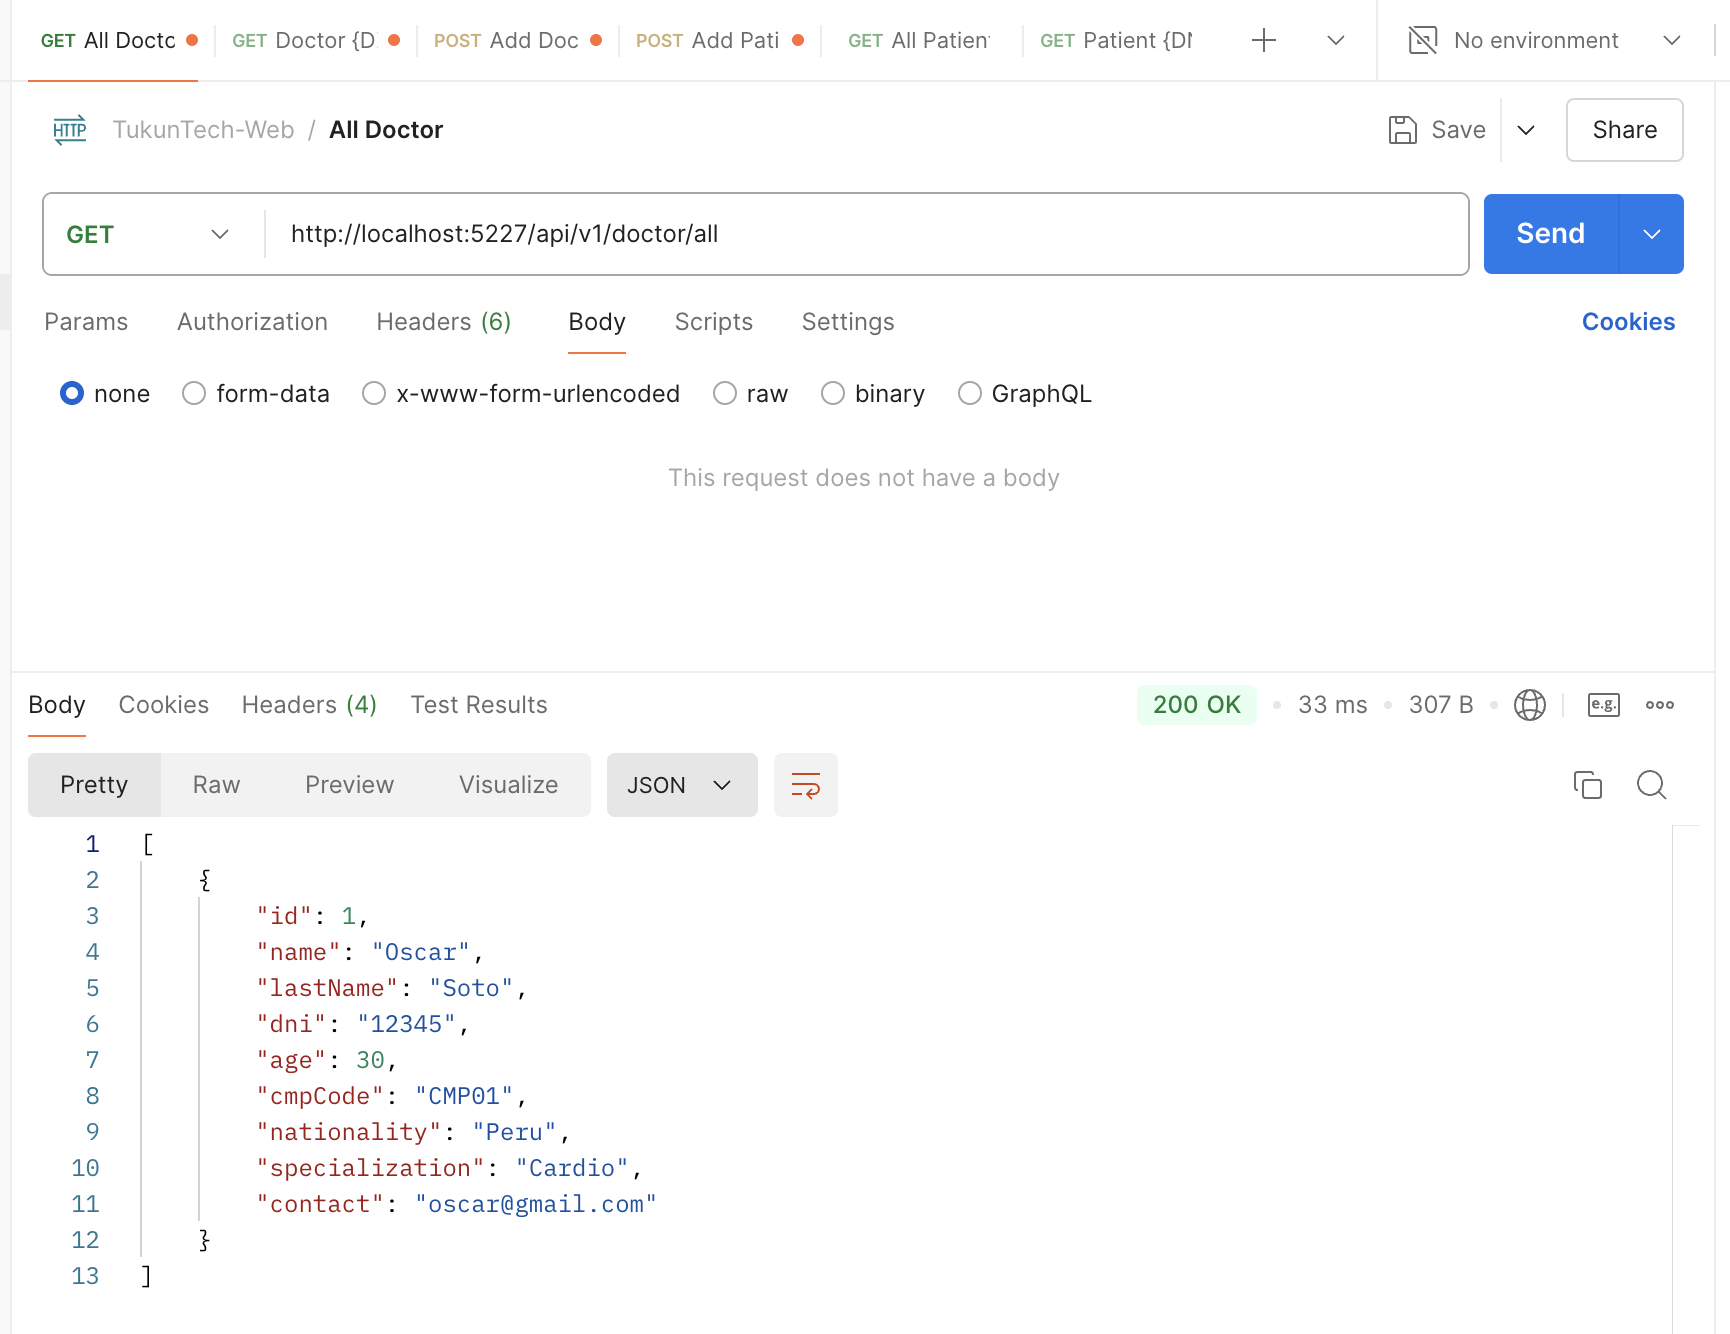 GET All Docto GET Doctor {D POST Add Doc POST Add Pati GET All Patien GET Patient {DN No environment
HTTP TukunTech-Web / All Doctor Save Share
GET http://localhost:5227/api/v1/doctor/all Send
Params Authorization Headers (6) Body Scripts Settings Cookies
none form-data x-www-form-urlencoded raw binary GraphQL
This request does not have a body
Body Cookies Headers (4) Test Results 200 OK • 33 ms • 307 B • e.g.
Pretty Raw Preview Visualize JSON
1 [
2 {
3 "id": 1,
4 "name": "Oscar",
5 "lastName": "Soto",
6 "dni": "12345",
7 "age": 30,
8 "cmpCode": "CMP01",
9 "nationality": "Peru",
10 "specialization": "Cardio",
11 "contact": "oscar@gmail.com"
12 }
13 ]